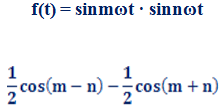 f(t) = sinmωt · sinnωt
1/2 cos(m − n) − 1/2 cos(m + n)